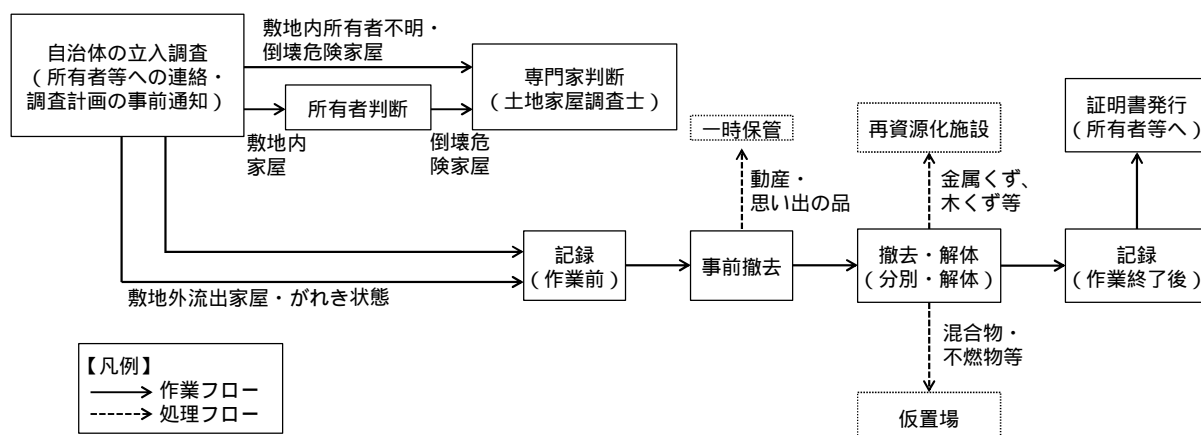 自治体の立入調査
（所有者等への連絡・
調査計画の事前通知）
敷地内所有者不明・
倒壊危険家屋
専門家判断
（土地家屋調査士）
所有者判断
敷地内
家屋
倒壊危
険家屋
一時保管
動産・
思い出の品
再資源化施設
金属くず、
木くず等
証明書発行
（所有者等へ）
記録
（作業前）
事前撤去
撤去・解体
（分別・解体）
記録
（作業終了後）
敷地外流出家屋・がれき状態
混合物・
不燃物等
仮置場
【凡例】
作業フロー
処理フロー